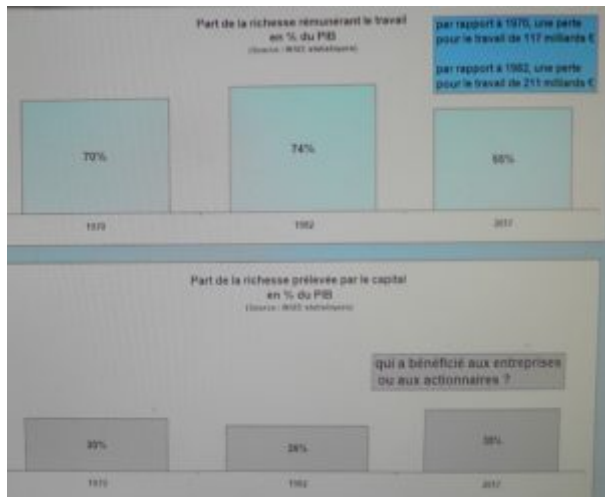 Part de la richesse rémunérant le travail
en % du PIB
par rapport à 1970, une perte
pour le travail de 117 milliards €
par rapport à 1982, une perte
pour le travail de 211 milliards €
70%
74%
1970
1982
2017
Part de la richesse prélevée par le capital
en % du PIB
qui a bénéficié aux entreprises
ou aux actionnaires ?
30%
26%
1970
1982
2017